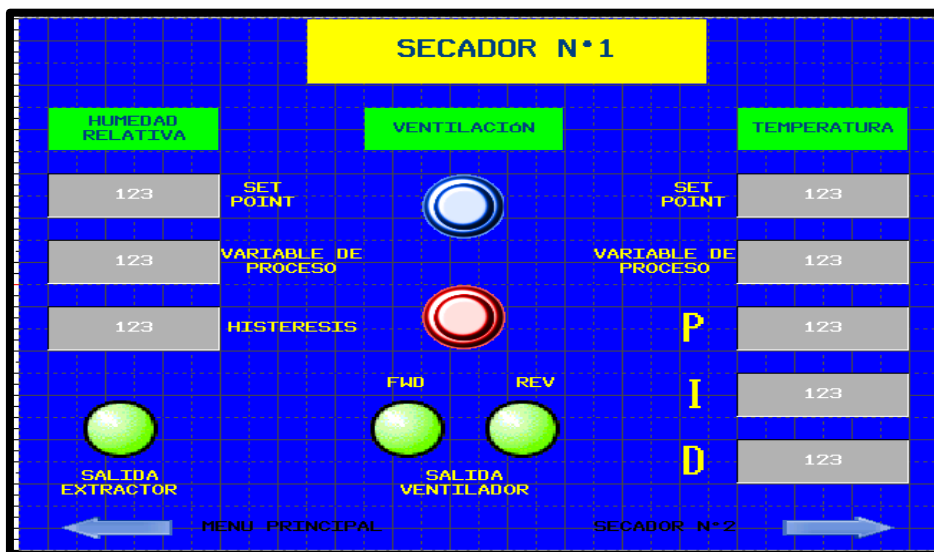 SECADOR N°1
HUMEDAD
RELATIVA
VENTILACIÓN
TEMPERATURA
123
SET
POINT
SET
POINT
123
123
VARIABLE DE
PROCESO
VARIABLE DE
PROCESO
123
123
HISTERESIS
P
123
FWD
REV
I
123
D
123
SALIDA
EXTRACTOR
SALIDA
VENTILADOR
MENU PRINCIPAL
SECADOR N°2